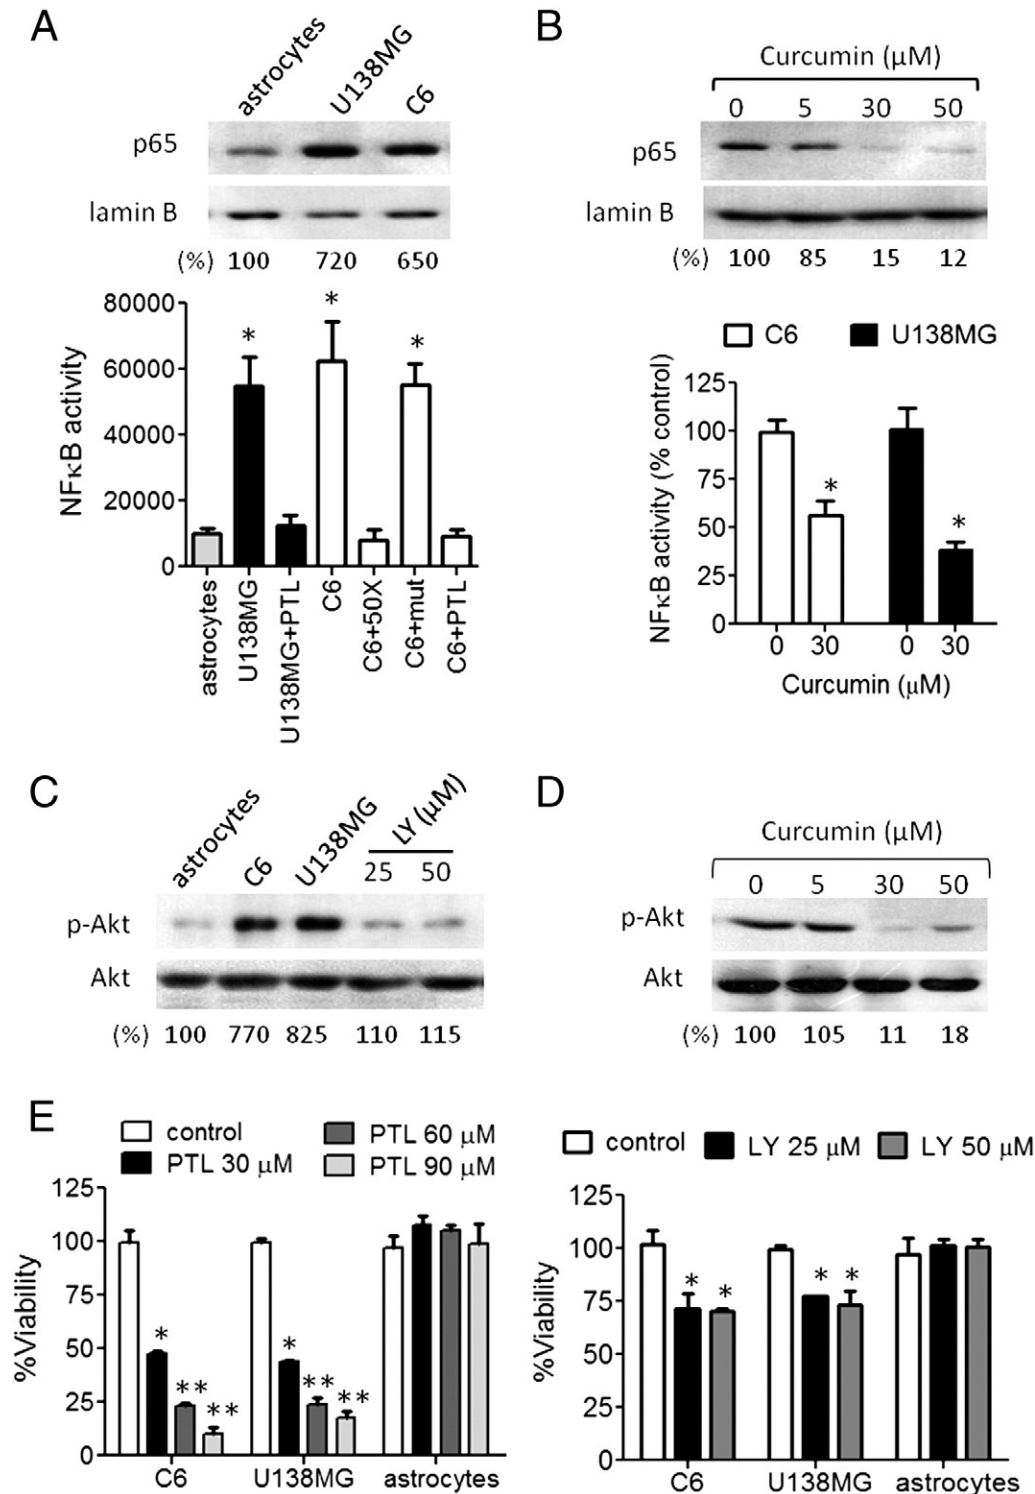 A
astrocytes
U138MG
C6
p65
lamin B
(%) 100 720 650
80000
60000
40000
20000
0
NFκB activity
* * *
astrocytes
U138MG
U138MG+PTL
C6
C6+50X
C6+mut
C6+PTL
B
Curcumin (μM)
0 5 30 50
p65
lamin B
(%) 100 85 15 12
C6 U138MG
NFκB activity (% control)
125
100
75
50
25
0
* *
0 30 0 30
Curcumin (μM)
C
astrocytes
C6
U138MG
LY (μM)
25 50
p-Akt
Akt
(%) 100 770 825 110 115
D
Curcumin (μM)
0 5 30 50
p-Akt
Akt
(%) 100 105 11 18
E
control PTL 60 μM
PTL 30 μM PTL 90 μM
%Viability
125
100
75
50
25
0
* ** ** * ** **
C6 U138MG astrocytes
control LY 25 μM LY 50 μM
%Viability
125
100
75
50
25
0
* * * *
C6 U138MG astrocytes